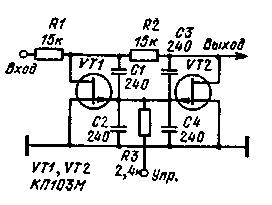 R1
15к
R2
15к
C3
240
Выход
Вход
VT1
C1
240
VT2
C2
240
C4
240
R3
2,4к
Упр.
VT1, VT2
КП103М